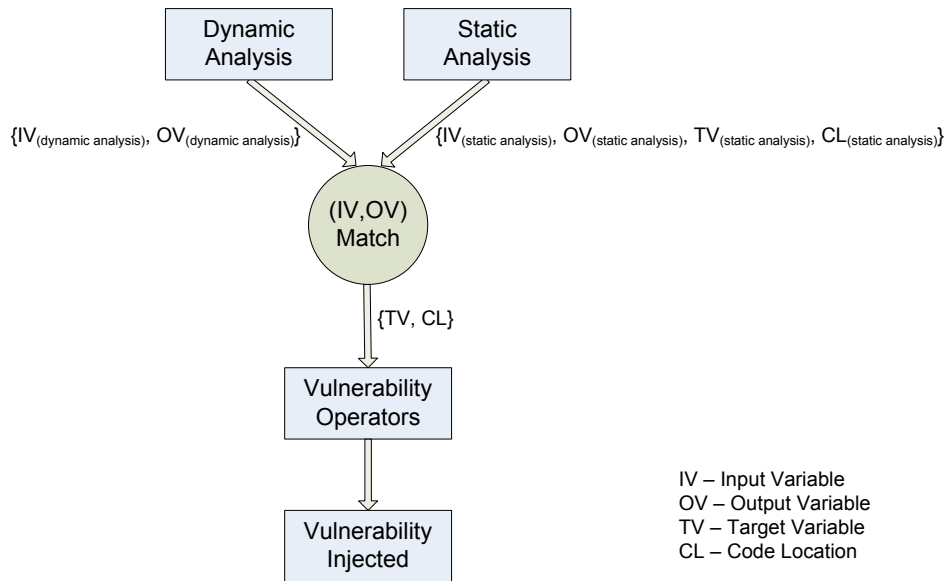 Dynamic
Analysis
Static
Analysis
{IV(dynamic analysis), OV(dynamic analysis)}
{IV(static analysis), OV(static analysis), TV(static analysis), CL(static analysis)}
(IV,OV)
Match
{TV, CL}
Vulnerability
Operators
Vulnerability
Injected
IV – Input Variable
OV – Output Variable
TV – Target Variable
CL – Code Location